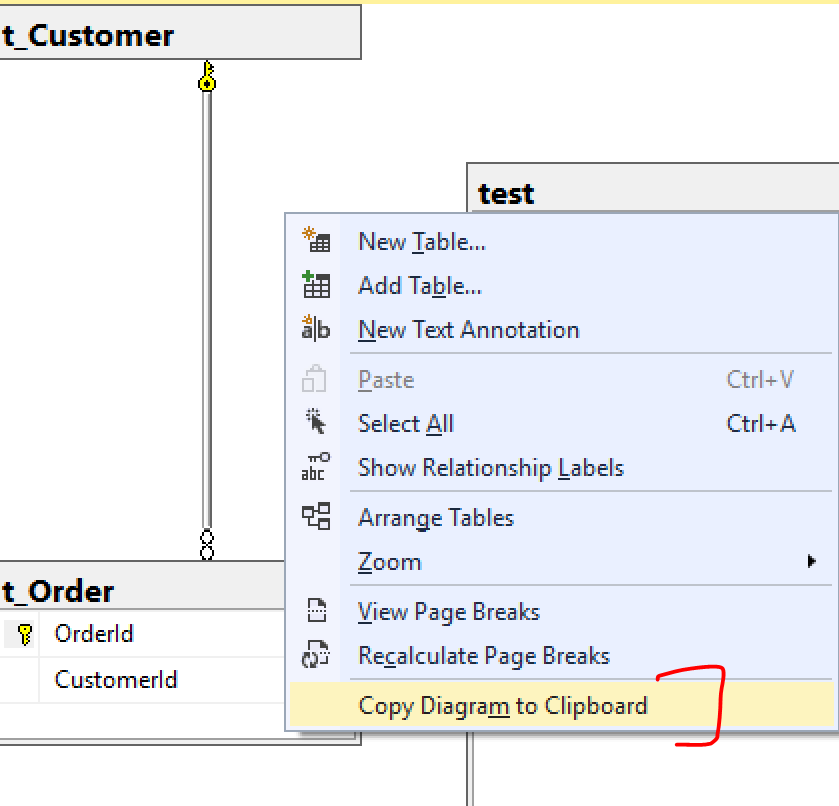 t_Customer
test
New Table...
Add Table...
a|b
New Text Annotation
Paste Ctrl+V
Select All Ctrl+A
abc
Show Relationship Labels
Arrange Tables
Zoom
View Page Breaks
Recalculate Page Breaks
Copy Diagram to Clipboard
t_Order
OrderId
CustomerId